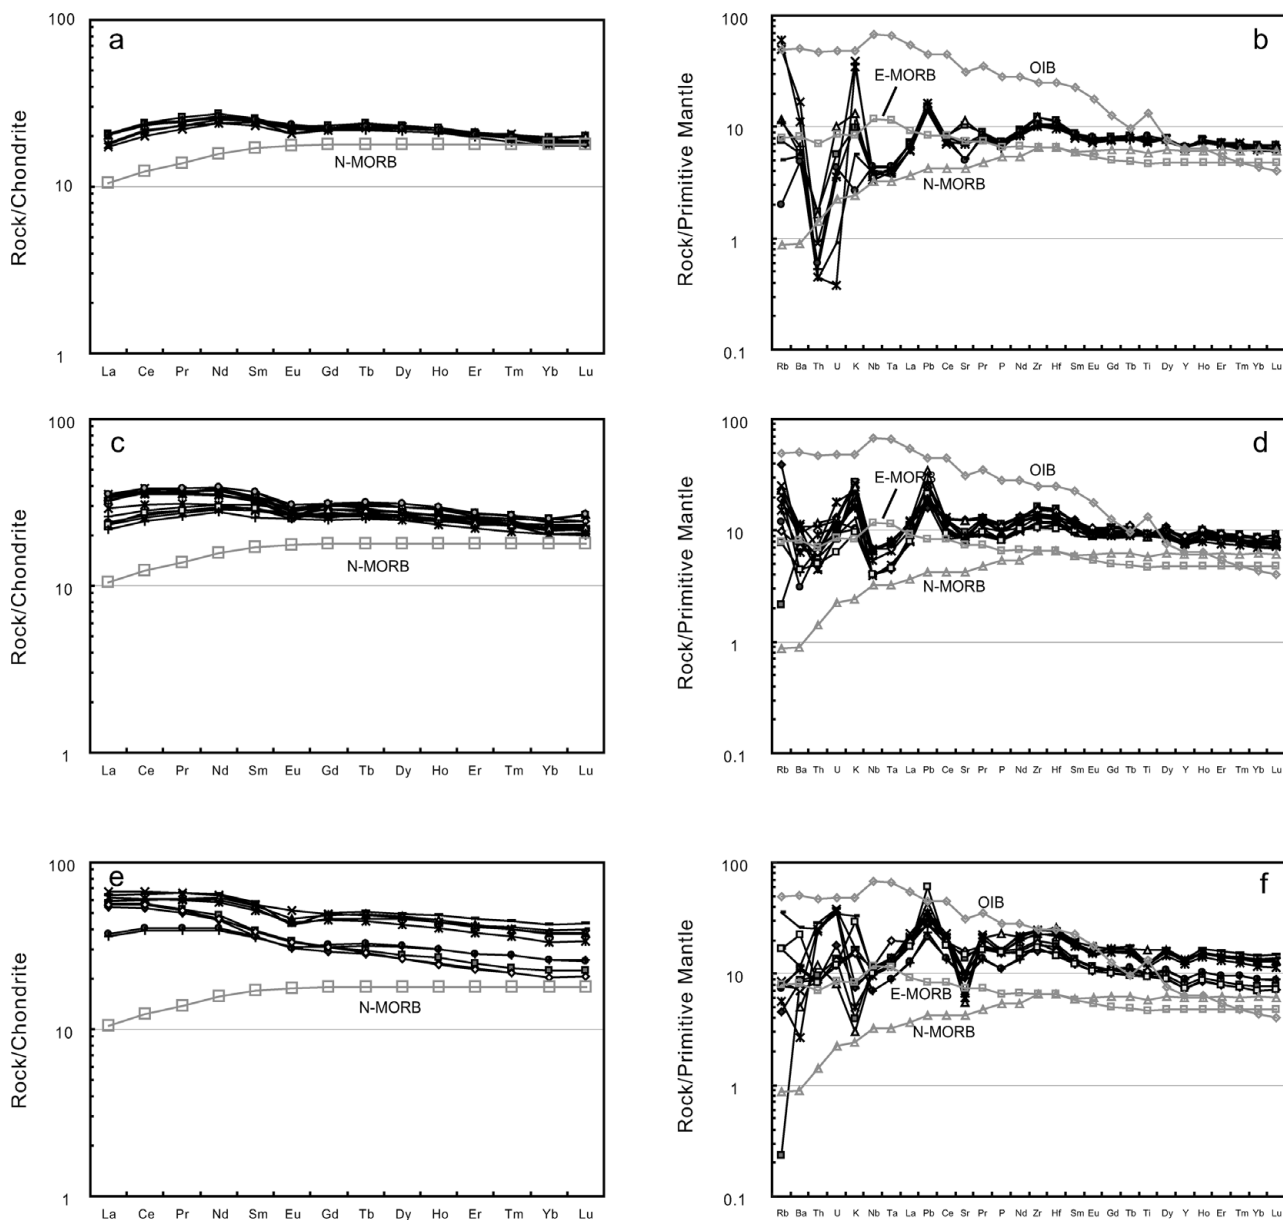 a
100
10
1
Rock/Chondrite
N-MORB
La Ce Pr Nd Sm Eu Gd Tb Dy Ho Er Tm Yb Lu
b
100
10
1
0.1
Rock/Primitive Mantle
OIB
E-MORB
N-MORB
Rb Ba Th U K Nb Ta La Pb Ce Sr Pr P Nd Zr Hf Sm Eu Gd Tb Ti Dy Y Ho Er Tm Yb Lu
c
100
10
1
Rock/Chondrite
N-MORB
La Ce Pr Nd Sm Eu Gd Tb Dy Ho Er Tm Yb Lu
d
100
10
1
0.1
Rock/Primitive Mantle
OIB
E-MORB
N-MORB
Rb Ba Th U K Nb Ta La Pb Ce Sr Pr P Nd Zr Hf Sm Eu Gd Tb Ti Dy Y Ho Er Tm Yb Lu
e
100
10
1
Rock/Chondrite
N-MORB
La Ce Pr Nd Sm Eu Gd Tb Dy Ho Er Tm Yb Lu
f
100
10
1
0.1
Rock/Primitive Mantle
OIB
E-MORB
N-MORB
Rb Ba Th U K Nb Ta La Pb Ce Sr Pr P Nd Zr Hf Sm Eu Gd Tb Ti Dy Y Ho Er Tm Yb Lu